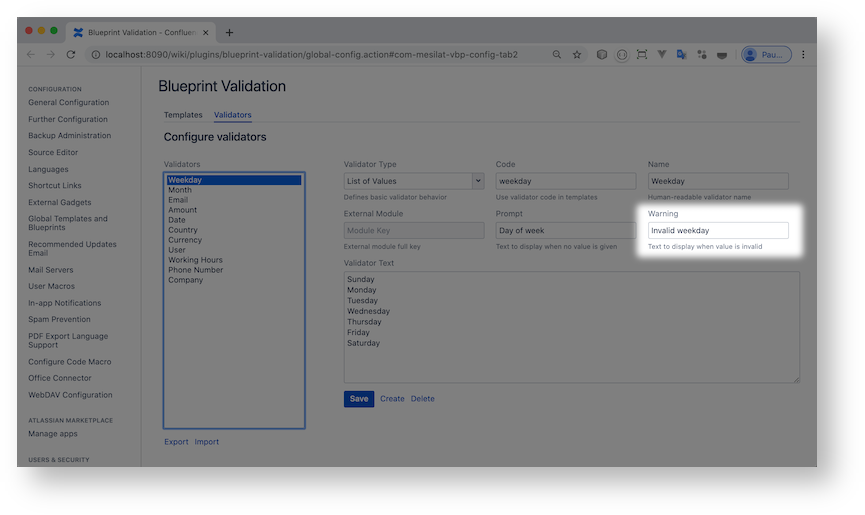 Blueprint Validation - Confluen
localhost:8090/wiki/plugins/blueprint-validation/global-config.action#com-mesilat-vbp-config-tab2
Pau...
CONFIGURATION
General Configuration
Further Configuration
Backup Administration
Source Editor
Languages
Shortcut Links
External Gadgets
Global Templates and
Blueprints
Recommended Updates
Email
Mail Servers
User Macros
In-app Notifications
Spam Prevention
PDF Export Language
Support
Configure Code Macro
Office Connector
WebDAV Configuration
ATLASSIAN MARKETPLACE
Manage apps
USERS & SECURITY
Blueprint Validation
Templates Validators
Configure validators
Validators
Weekday
Month
Email
Amount
Date
Country
Currency
User
Working Hours
Phone Number
Company
Export Import
Validator Type Code Name
List of Values weekday Weekday
Defines basic validator behavior Use validator code in templates Human-readable validator name
External Module Prompt Warning
Module Key Day of week Invalid weekday
External module full key Text to display when no value is given Text to display when value is invalid
Validator Text
Sunday
Monday
Tuesday
Wednesday
Thursday
Friday
Saturday
Save Create Delete